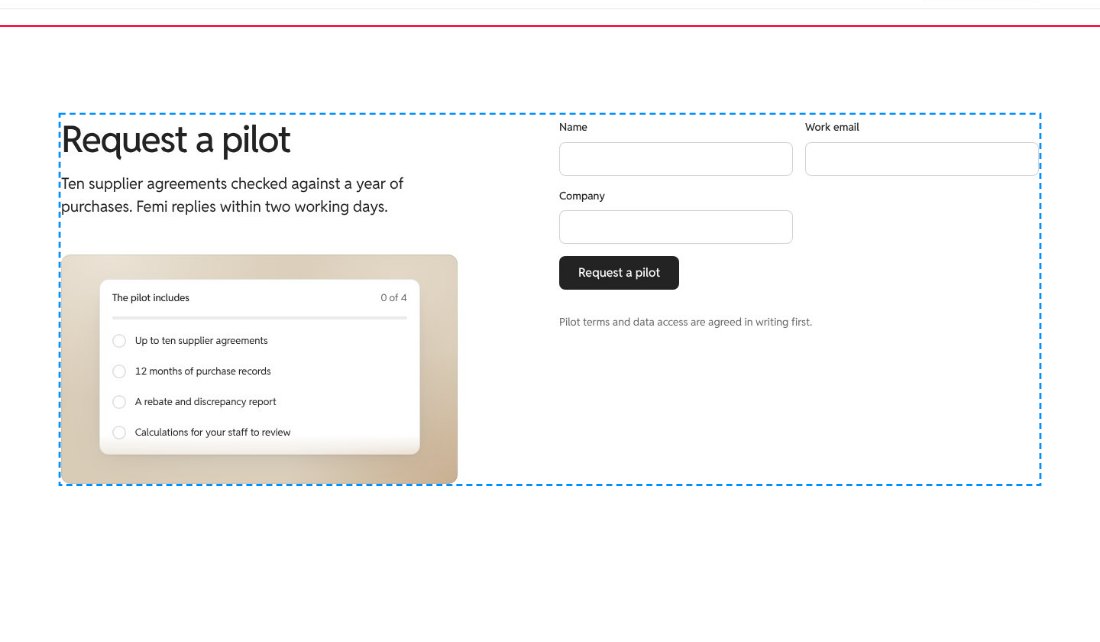 Request a pilot
Ten supplier agreements checked against a year of
purchases. Femi replies within two working days.
The pilot includes
0 of 4
Up to ten supplier agreements
12 months of purchase records
A rebate and discrepancy report
Calculations for your staff to review
Name
Work email
Company
Request a pilot
Pilot terms and data access are agreed in writing first.